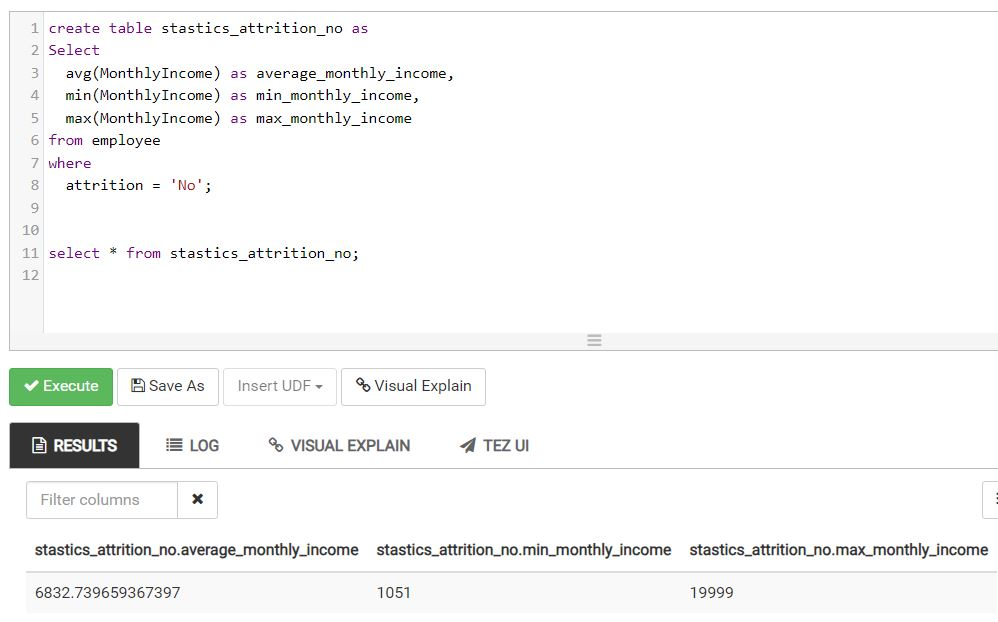 1 create table stastics_attrition_no as
2 Select
3 avg(MonthlyIncome) as average_monthly_income,
4 min(MonthlyIncome) as min_monthly_income,
5 max(MonthlyIncome) as max_monthly_income
6 from employee
7 where
8 attrition = 'No';
9
10
11 select * from stastics_attrition_no;
12
Execute Save As Insert UDF Visual Explain
RESULTS LOG VISUAL EXPLAIN TEZ UI
Filter columns
stastics_attrition_no.average_monthly_income stastics_attrition_no.min_monthly_income stastics_attrition_no.max_monthly_income
6832.739659367397 1051 19999